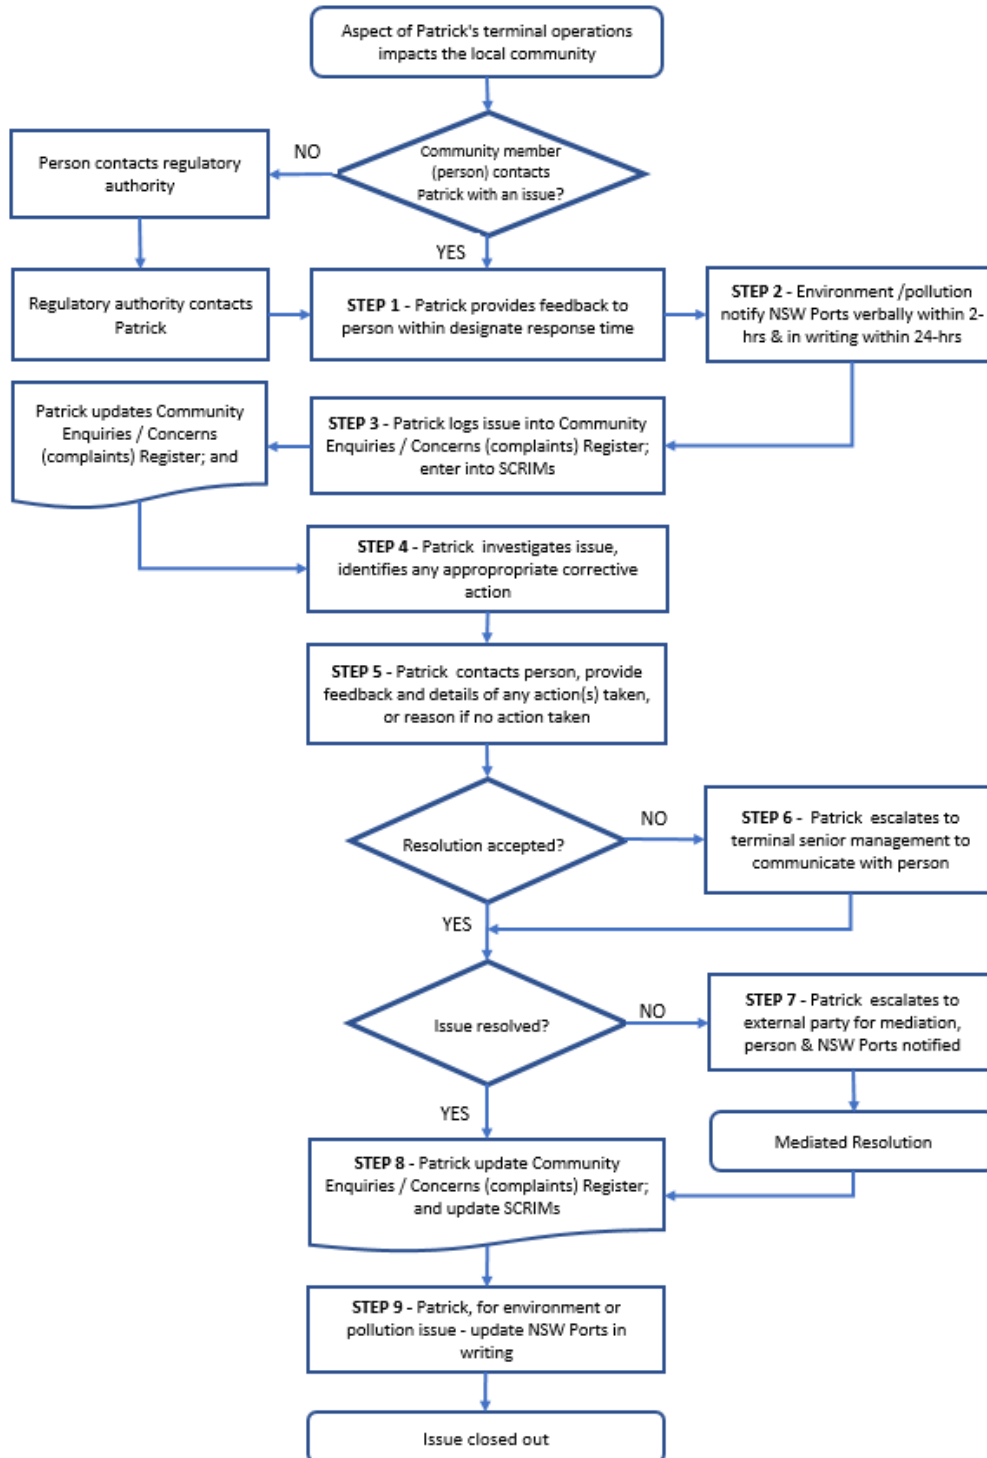 Aspect of Patrick's terminal operations
impacts the local community
Community member
(person) contacts
Patrick with an issue?
NO
YES
Person contacts regulatory
authority
Regulatory authority contacts
Patrick
STEP 1 - Patrick provides feedback to
person within designate response time
STEP 2 - Environment /pollution
notify NSW Ports verbally within 2-
hrs & in writing within 24-hrs
STEP 3 - Patrick logs issue into Community
Enquiries / Concerns (complaints) Register;
enter into SCRIMs
Patrick updates Community
Enquiries / Concerns
(complaints) Register; and
STEP 4 - Patrick investigates issue,
identifies any appropropriate corrective
action
STEP 5 - Patrick contacts person, provide
feedback and details of any action(s) taken,
or reason if no action taken
Resolution accepted?
NO
YES
STEP 6 - Patrick escalates to
terminal senior management to
communicate with person
Issue resolved?
NO
YES
STEP 7 - Patrick escalates to
external party for mediation,
person & NSW Ports notified
Mediated Resolution
STEP 8 - Patrick update Community
Enquiries / Concerns (complaints) Register;
and update SCRIMs
STEP 9 - Patrick, for environment or
pollution issue - update NSW Ports in
writing
Issue closed out